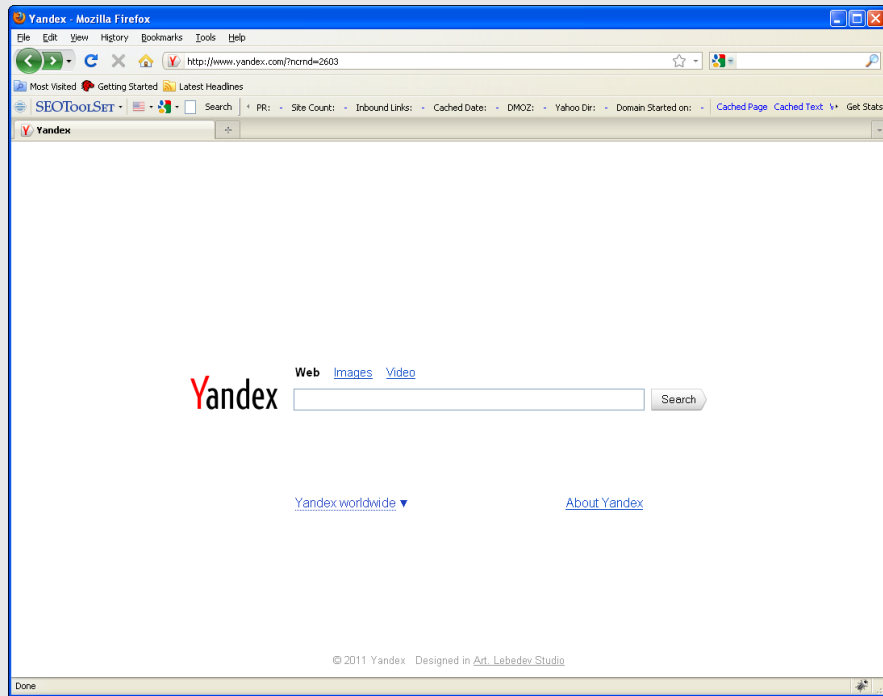 Yandex - Mozilla Firefox
File Edit View History Bookmarks Tools Help
http://www.yandex.com/?ncrnd=2603
Most Visited Getting Started Latest Headlines
SEOToolSet Search PR: - Site Count: - Inbound Links: - Cached Date: - DMOZ: - Yahoo Dir: - Domain Started on: - Cached Page Cached Text Get Stats
Yandex
Web Images Video
Yandex Search
Yandex worldwide ▼ About Yandex
© 2011 Yandex Designed in Art. Lebedev Studio
Done